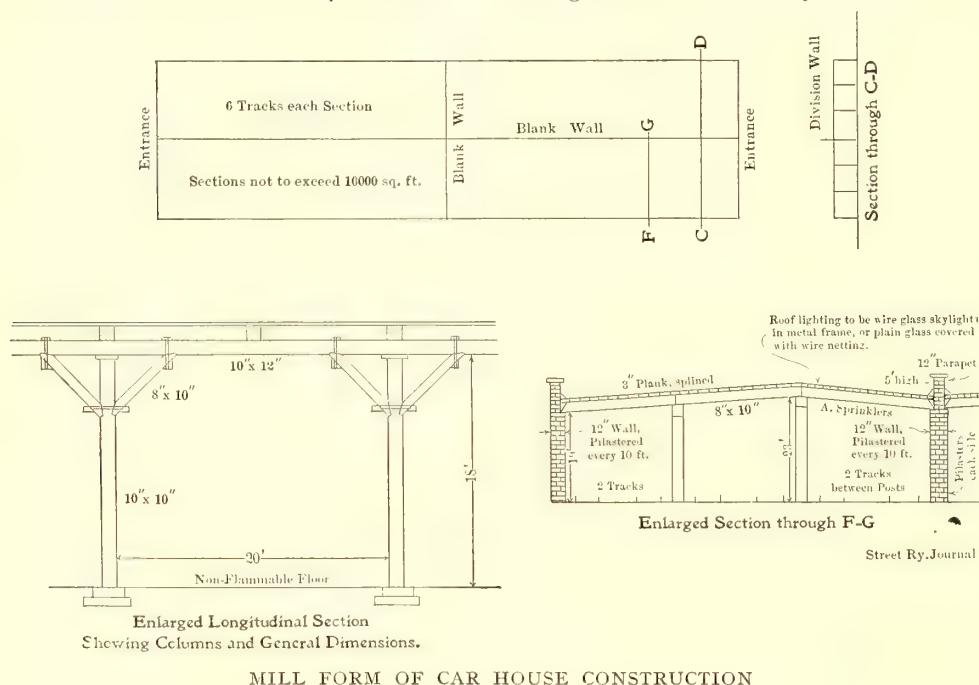 6 Tracks each Section
Sections not to exceed 10000 sq. ft.
Entrance
Blank Wall
Blank Wall
Entrance
D
G
F
C
Division Wall
Section through C-D
10"x 12"
8"x 10"
10"x 10"
18'
20'
Non-Flammable Floor
Enlarged Longitudinal Section
Shewing Columns and General Dimensions.
Roof lighting to be wire glass skylight
in metal frame, or plain glass covered
with wire netting.
12" Parapet
5' high
3" Plank, splined
8"x 10"
A. Sprinklers
12" Wall,
Pilastered
every 10 ft.
2 Tracks
12" Wall,
Pilastered
every 10 ft.
2 Tracks
between Posts
Pilasters
Enlarged Section through F-G
Street Ry. Journal
MILL FORM OF CAR HOUSE CONSTRUCTION